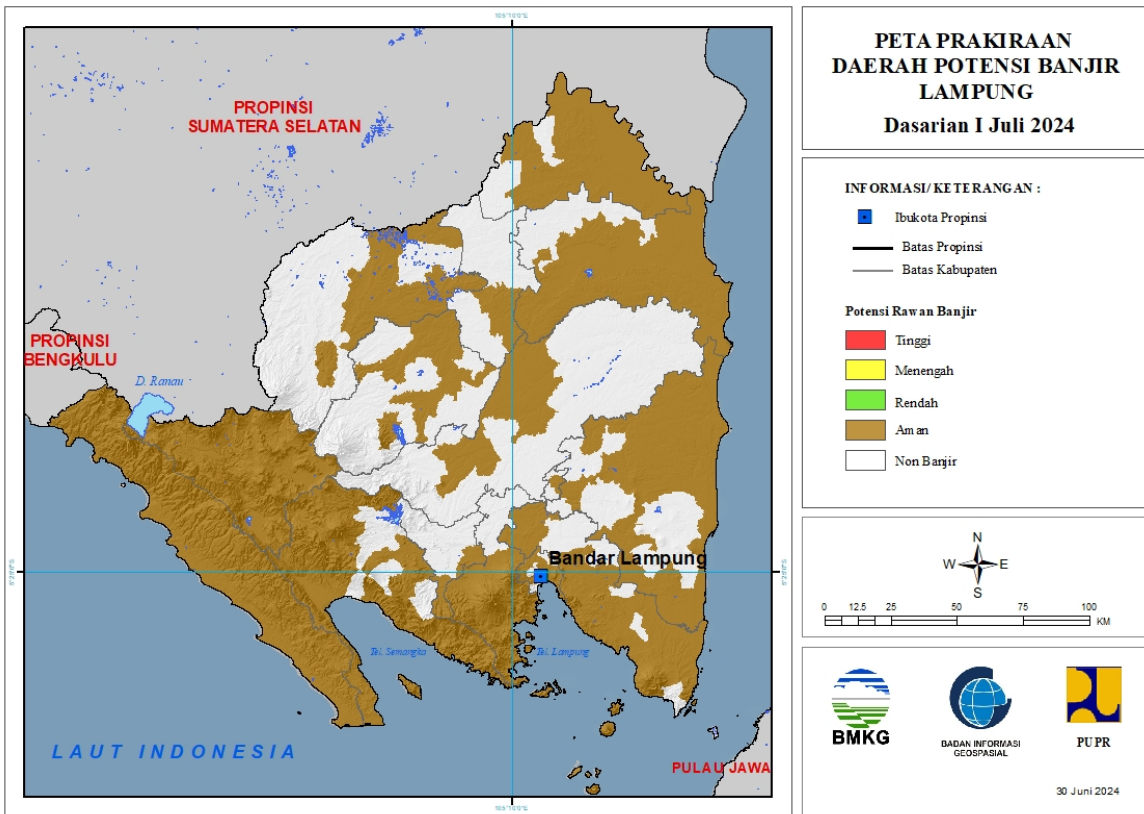 PROPINSI
SUMATERA SELATAN
PROPINSI
BENGKULU
D. Ranau
Bandar Lampung
Tel. Semangka
Tel. Lampung
LAUT INDONESIA
PULAU JAWA
PETA PRAKIRAAN
DAERAH POTENSI BANJIR
LAMPUNG
Dasarian I Juli 2024
INFORMASI/ KETERANGAN :
Ibukota Propinsi
Batas Propinsi
Batas Kabupaten
Potensi Rawan Banjir
Tinggi
Menengah
Rendah
Aman
Non Banjir
N
W E
S
0 12.5 25 50 75 100
KM
BMKG
BADAN INFORMASI
GEOSPASIAL
PUPR
30 Juni 2024